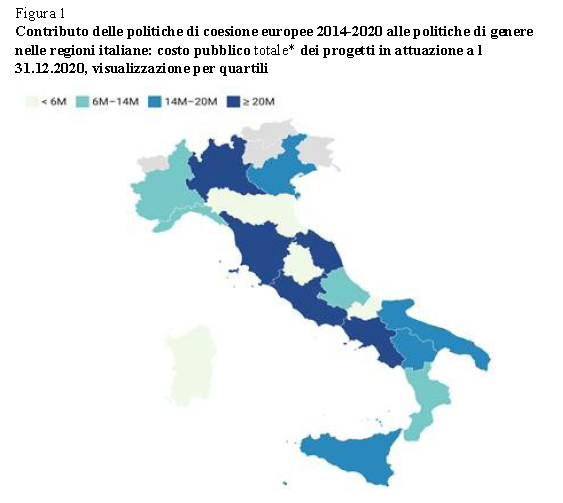 Figura 1
Contributo delle politiche di coesione europee 2014-2020 alle politiche di genere
nelle regioni italiane: costo pubblico totale* dei progetti in attuazione a l
31.12.2020, visualizzazione per quartili
< 6M 6M–14M 14M–20M ≥ 20M